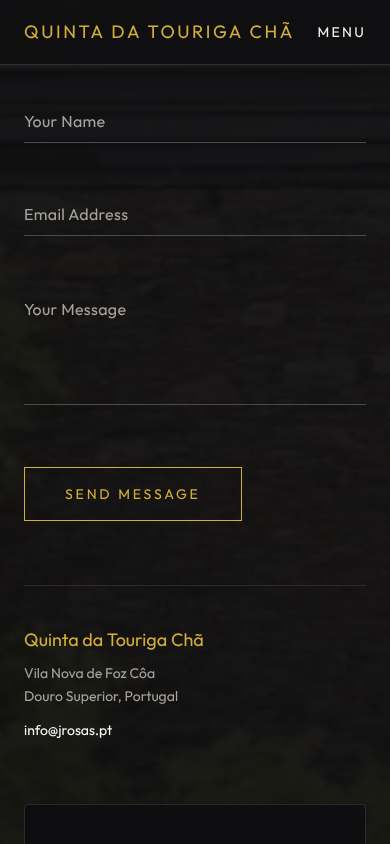 QUINTA DA TOURIGA CHÃ
MENU
Your Name
Email Address
Your Message
SEND MESSAGE
Quinta da Touriga Chã
Vila Nova de Foz Côa
Douro Superior, Portugal
info@jrosas.pt